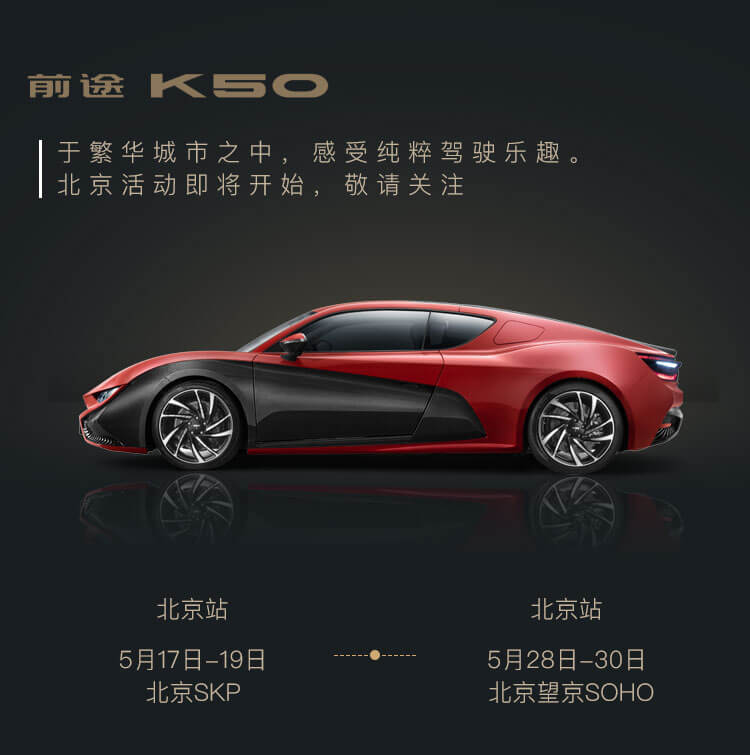 前途 K50
于繁华城市之中，感受纯粹驾驶乐趣。
北京活动即将开始，敬请关注
北京站
5月17日-19日
北京SKP
北京站
5月28日-30日
北京望京SOHO